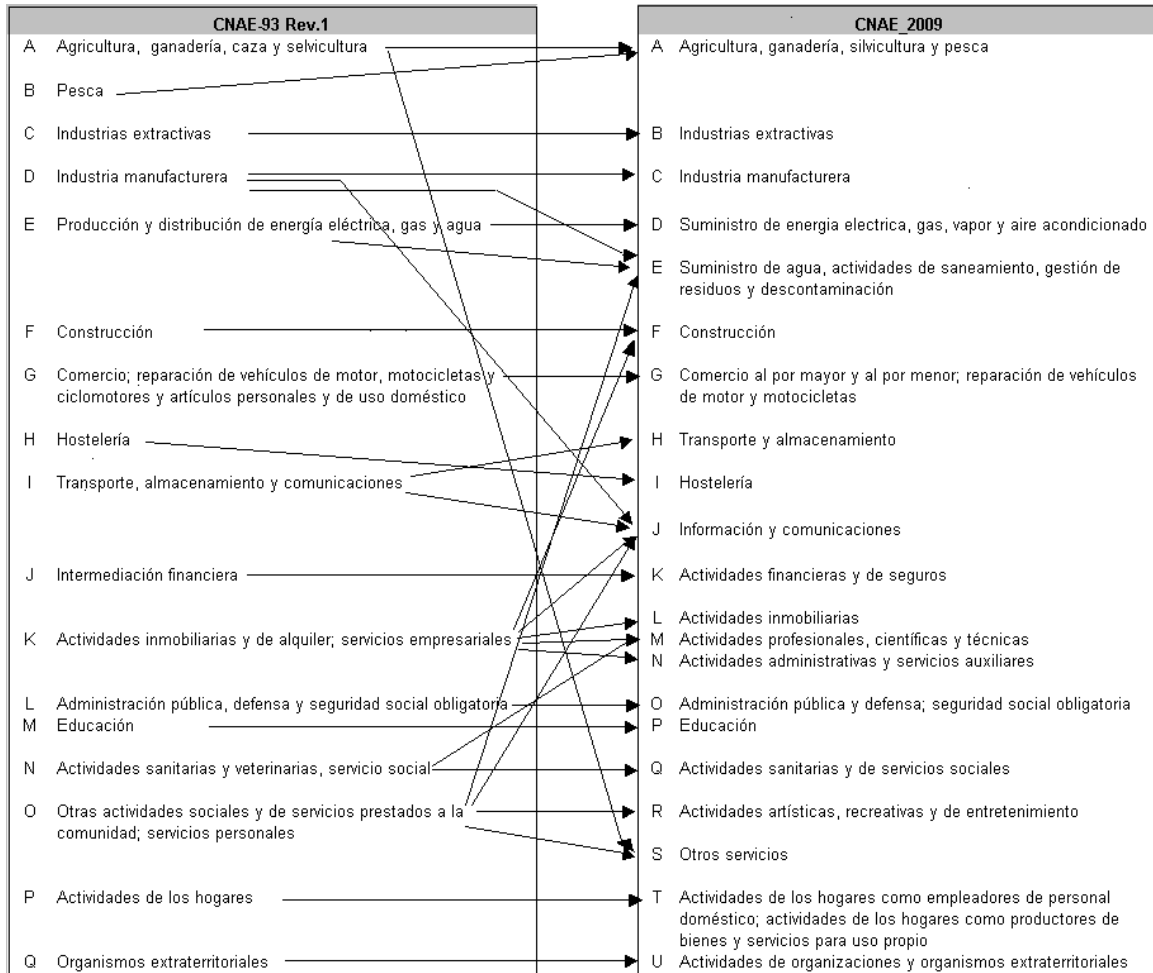 CNAE-93 Rev.1
A Agricultura, ganadería, caza y selvicultura
B Pesca
C Industrias extractivas
D Industria manufacturera
E Producción y distribución de energía eléctrica, gas y agua
F Construcción
G Comercio; reparación de vehículos de motor, motocicletas y
ciclomotores y artículos personales y de uso doméstico
H Hostelería
I Transporte, almacenamiento y comunicaciones
J Intermediación financiera
K Actividades inmobiliarias y de alquiler; servicios empresariales
L Administración pública, defensa y seguridad social obligatoria
M Educación
N Actividades sanitarias y veterinarias, servicio social
O Otras actividades sociales y de servicios prestados a la
comunidad; servicios personales
P Actividades de los hogares
Q Organismos extraterritoriales
CNAE_2009
A Agricultura, ganadería, silvicultura y pesca
B Industrias extractivas
C Industria manufacturera
D Suministro de energia electrica, gas, vapor y aire acondicionado
E Suministro de agua, actividades de saneamiento, gestión de
residuos y descontaminación
F Construcción
G Comercio al por mayor y al por menor; reparación de vehículos
de motor y motocicletas
H Transporte y almacenamiento
I Hostelería
J Información y comunicaciones
K Actividades financieras y de seguros
L Actividades inmobiliarias
M Actividades profesionales, científicas y técnicas
N Actividades administrativas y servicios auxiliares
O Administración pública y defensa; seguridad social obligatoria
P Educación
Q Actividades sanitarias y de servicios sociales
R Actividades artísticas, recreativas y de entretenimiento
S Otros servicios
T Actividades de los hogares como empleadores de personal
doméstico; actividades de los hogares como productores de
bienes y servicios para uso propio
U Actividades de organizaciones y organismos extraterritoriales